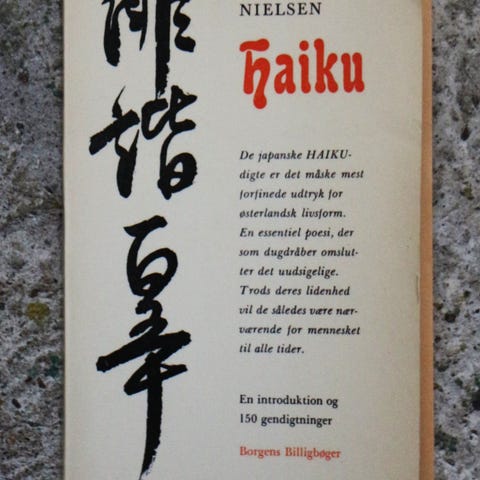 俳
諧
NIELSEN
haiku
De japanske HAIKU-
digte er det måske mest
forfinede udtryk for
østerlandsk livsform.
En essentiel poesi, der
som dugdråber omslut-
ter det uudsigelige.
Trods deres lidenhed
vil de således være nær-
værende for mennesket
til alle tider.
En introduktion og
150 gendigtninger
Borgens Billigbøger